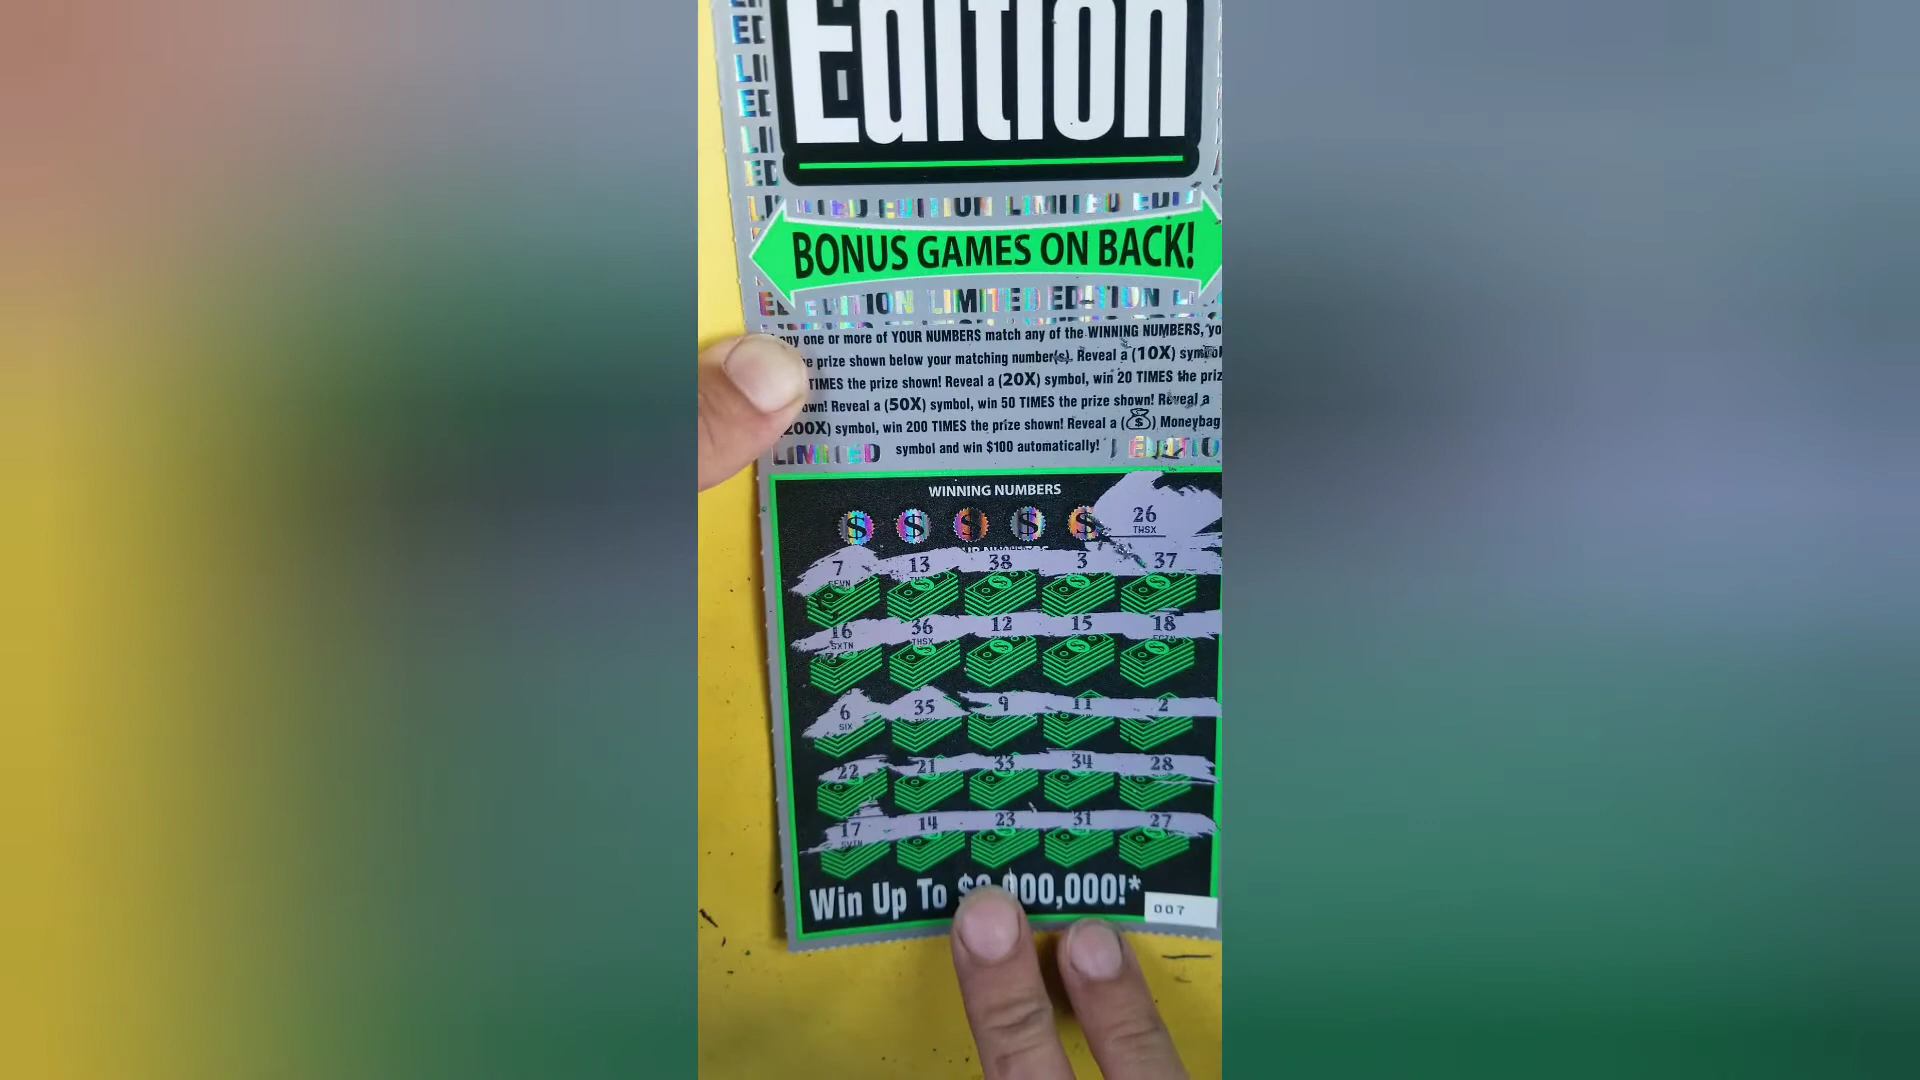 Edition
BONUS GAMES ON BACK!
EDITION LIMITED EDITION
any one or more of YOUR NUMBERS match any of the WINNING NUMBERS, yo
prize shown below your matching number(s). Reveal a (10X) symbol
TIMES the prize shown! Reveal a (20X) symbol, win 20 TIMES the priz
own! Reveal a (50X) symbol, win 50 TIMES the prize shown! Reveal a
200X) symbol, win 200 TIMES the prize shown! Reveal a ( $ ) Moneybag
LIMITED symbol and win $100 automatically! EDITIO
WINNING NUMBERS
$ $ $ $ $ 26
THSX
7 13 38 3 37
16 36 12 15 18
SXTN THSX
6 35 9 11 2
SIX
22 21 33 34 28
17 14 23 31 27
Win Up To 000,000!*
007